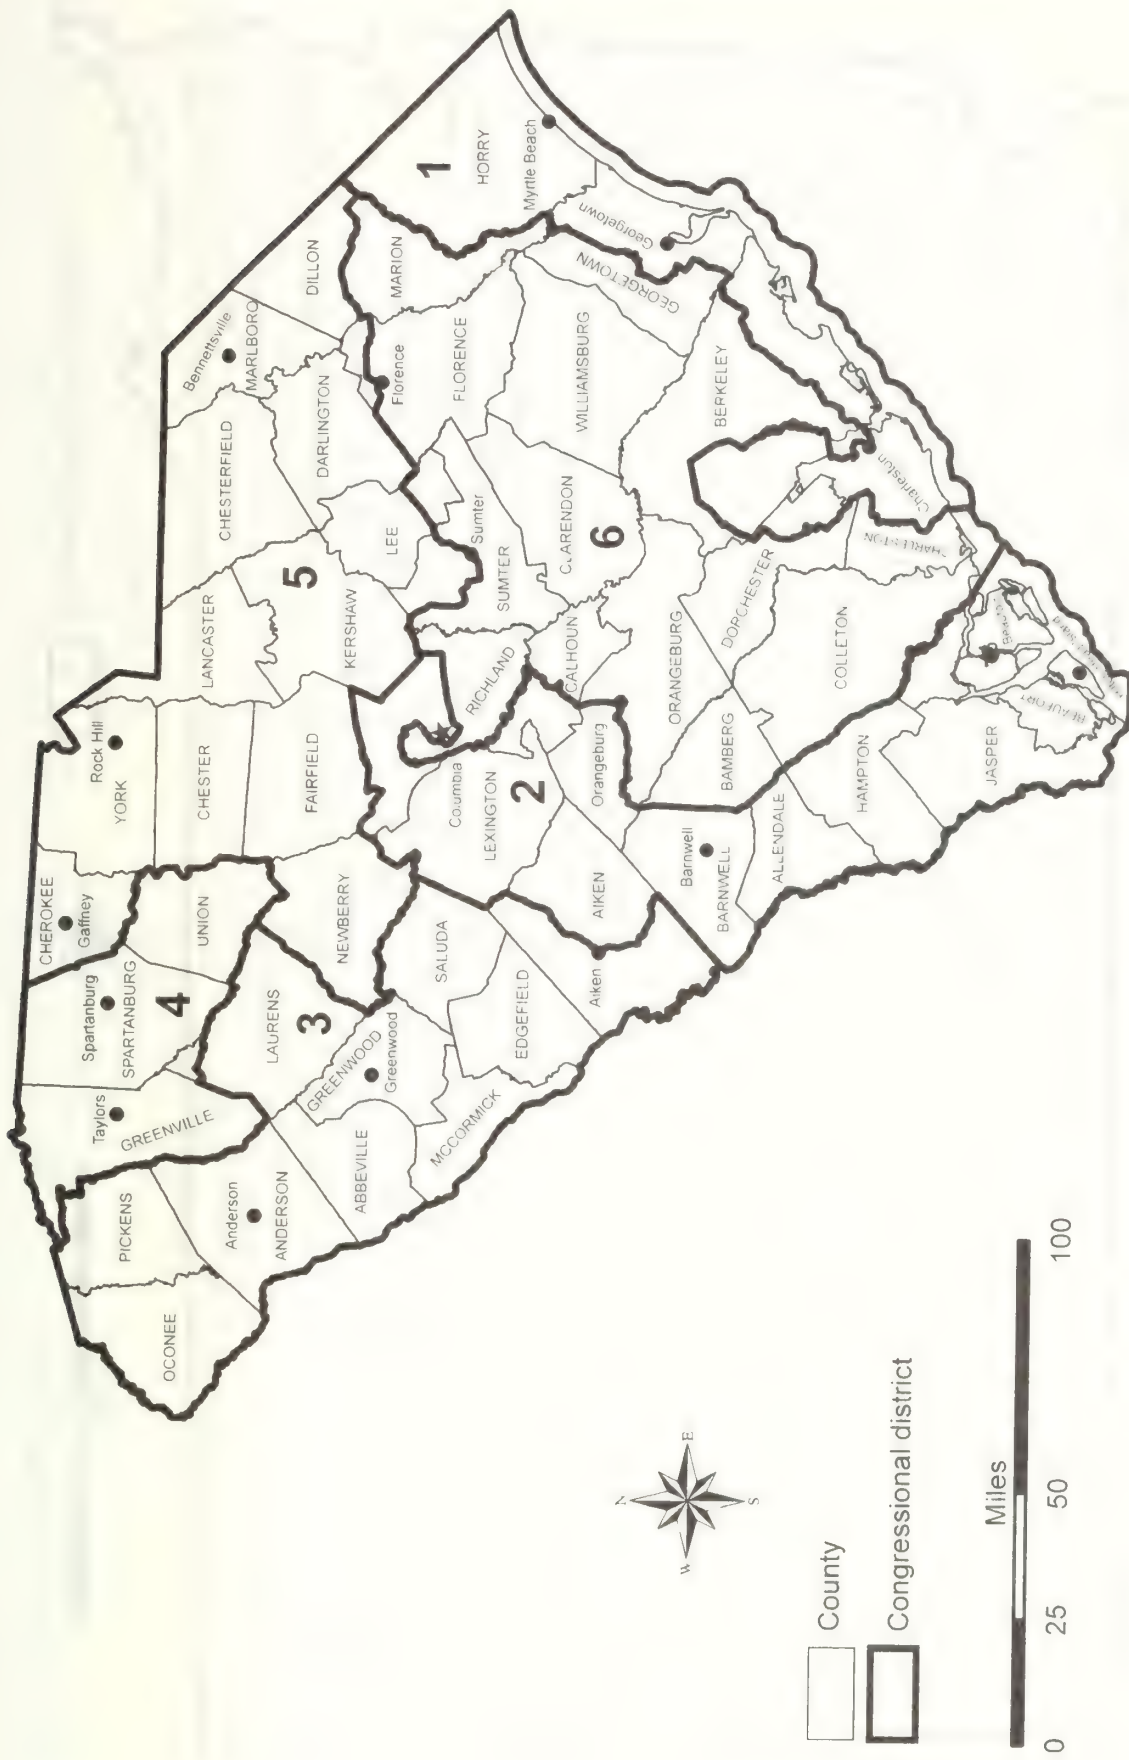 OCONEE
PICKENS
GREENVILLE
Taylors
SPARTANBURG
Spartanburg
4
CHEROKEE
Gaffney
YORK
Rock Hill
UNION
CHESTER
LANCASTER
CHESTERFIELD
Bennettsville
MARLBORO
DILLON
Anderson
ANDERSON
LAURENS
3
ABBEVILLE
GREENWOOD
Greenwood
NEWBERRY
FAIRFIELD
KERSHAW
5
LEE
DARLINGTON
Florence
FLORENCE
MARION
1
HORRY
Myrtle Beach
MCCORMICK
SALUDA
EDGEFIELD
Columbia
LEXINGTON
2
RICHLAND
Sumter
SUMTER
CLARENDON
6
WILLIAMSBURG
GEORGETOWN
Georgetown
Aiken
AIKEN
Orangeburg
CALHOUN
ORANGEBURG
BERKELEY
Barnwell
BARNWELL
BAMBERG
DORCHESTER
ALLENDALE
COLLETON
Charleston
HAMPTON
JASPER
BEAUFORT
N
W
E
S
County
Congressional district
Miles
0 25 50 100